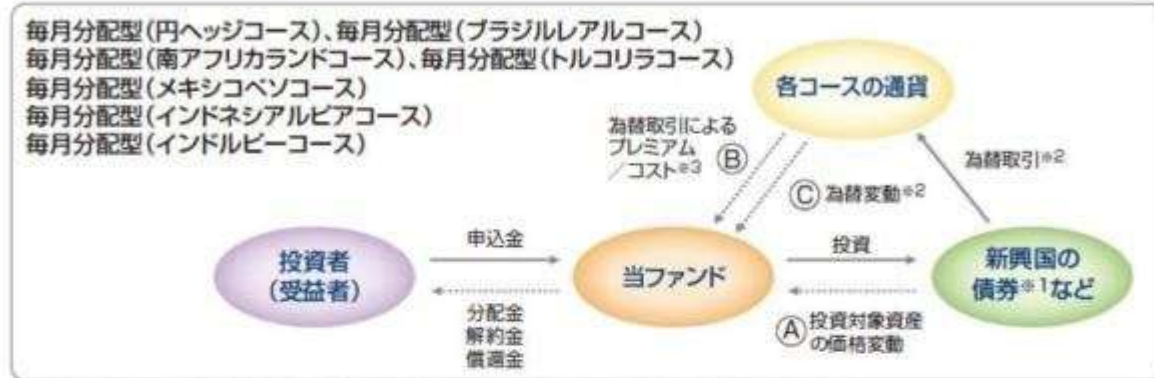 毎月分配型(円ヘッジコース)、毎月分配型(ブラジルレアルコース)
毎月分配型(南アフリカランドコース)、毎月分配型(トルコリラコース)
毎月分配型(メキシコペソコース)
毎月分配型(インドネシアルピアコース)
毎月分配型(インドルピーコース)
各コースの通貨
為替取引による
プレミアム
／コスト※3
Ⓑ
Ⓒ為替変動※2
為替取引※2
投資者
(受益者)
申込金
分配金
解約金
償還金
当ファンド
投資
Ⓐ投資対象資産
の価格変動
新興国の
債券※1など